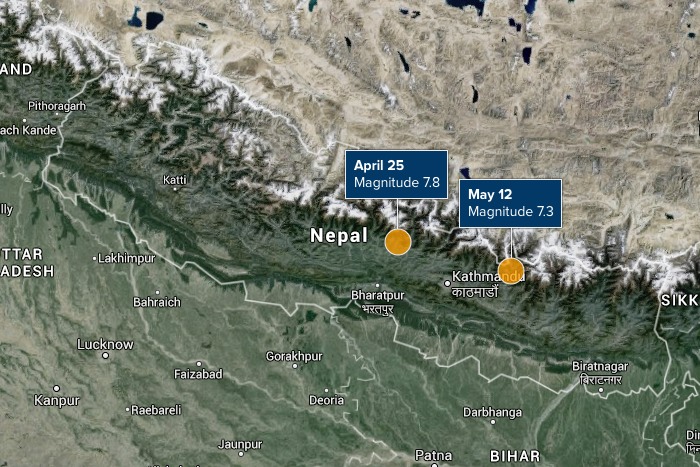 AND
Pithoragarh
ach Kande
April 25
Magnitude 7.8
Katti
May 12
Magnitude 7.3
lly
Nepal
TTAR
ADESH
Lakhimpur
Kathmandu
काठमाडौं
Bharatpur
भरतपुर
Bahraich
SIKK
Lucknow
Gorakhpur
Faizabad
Biratnagar
बिराटनगर
Kanpur
Raebareli
Deoria
Darbhanga
Jaunpur
Patna
BIHAR